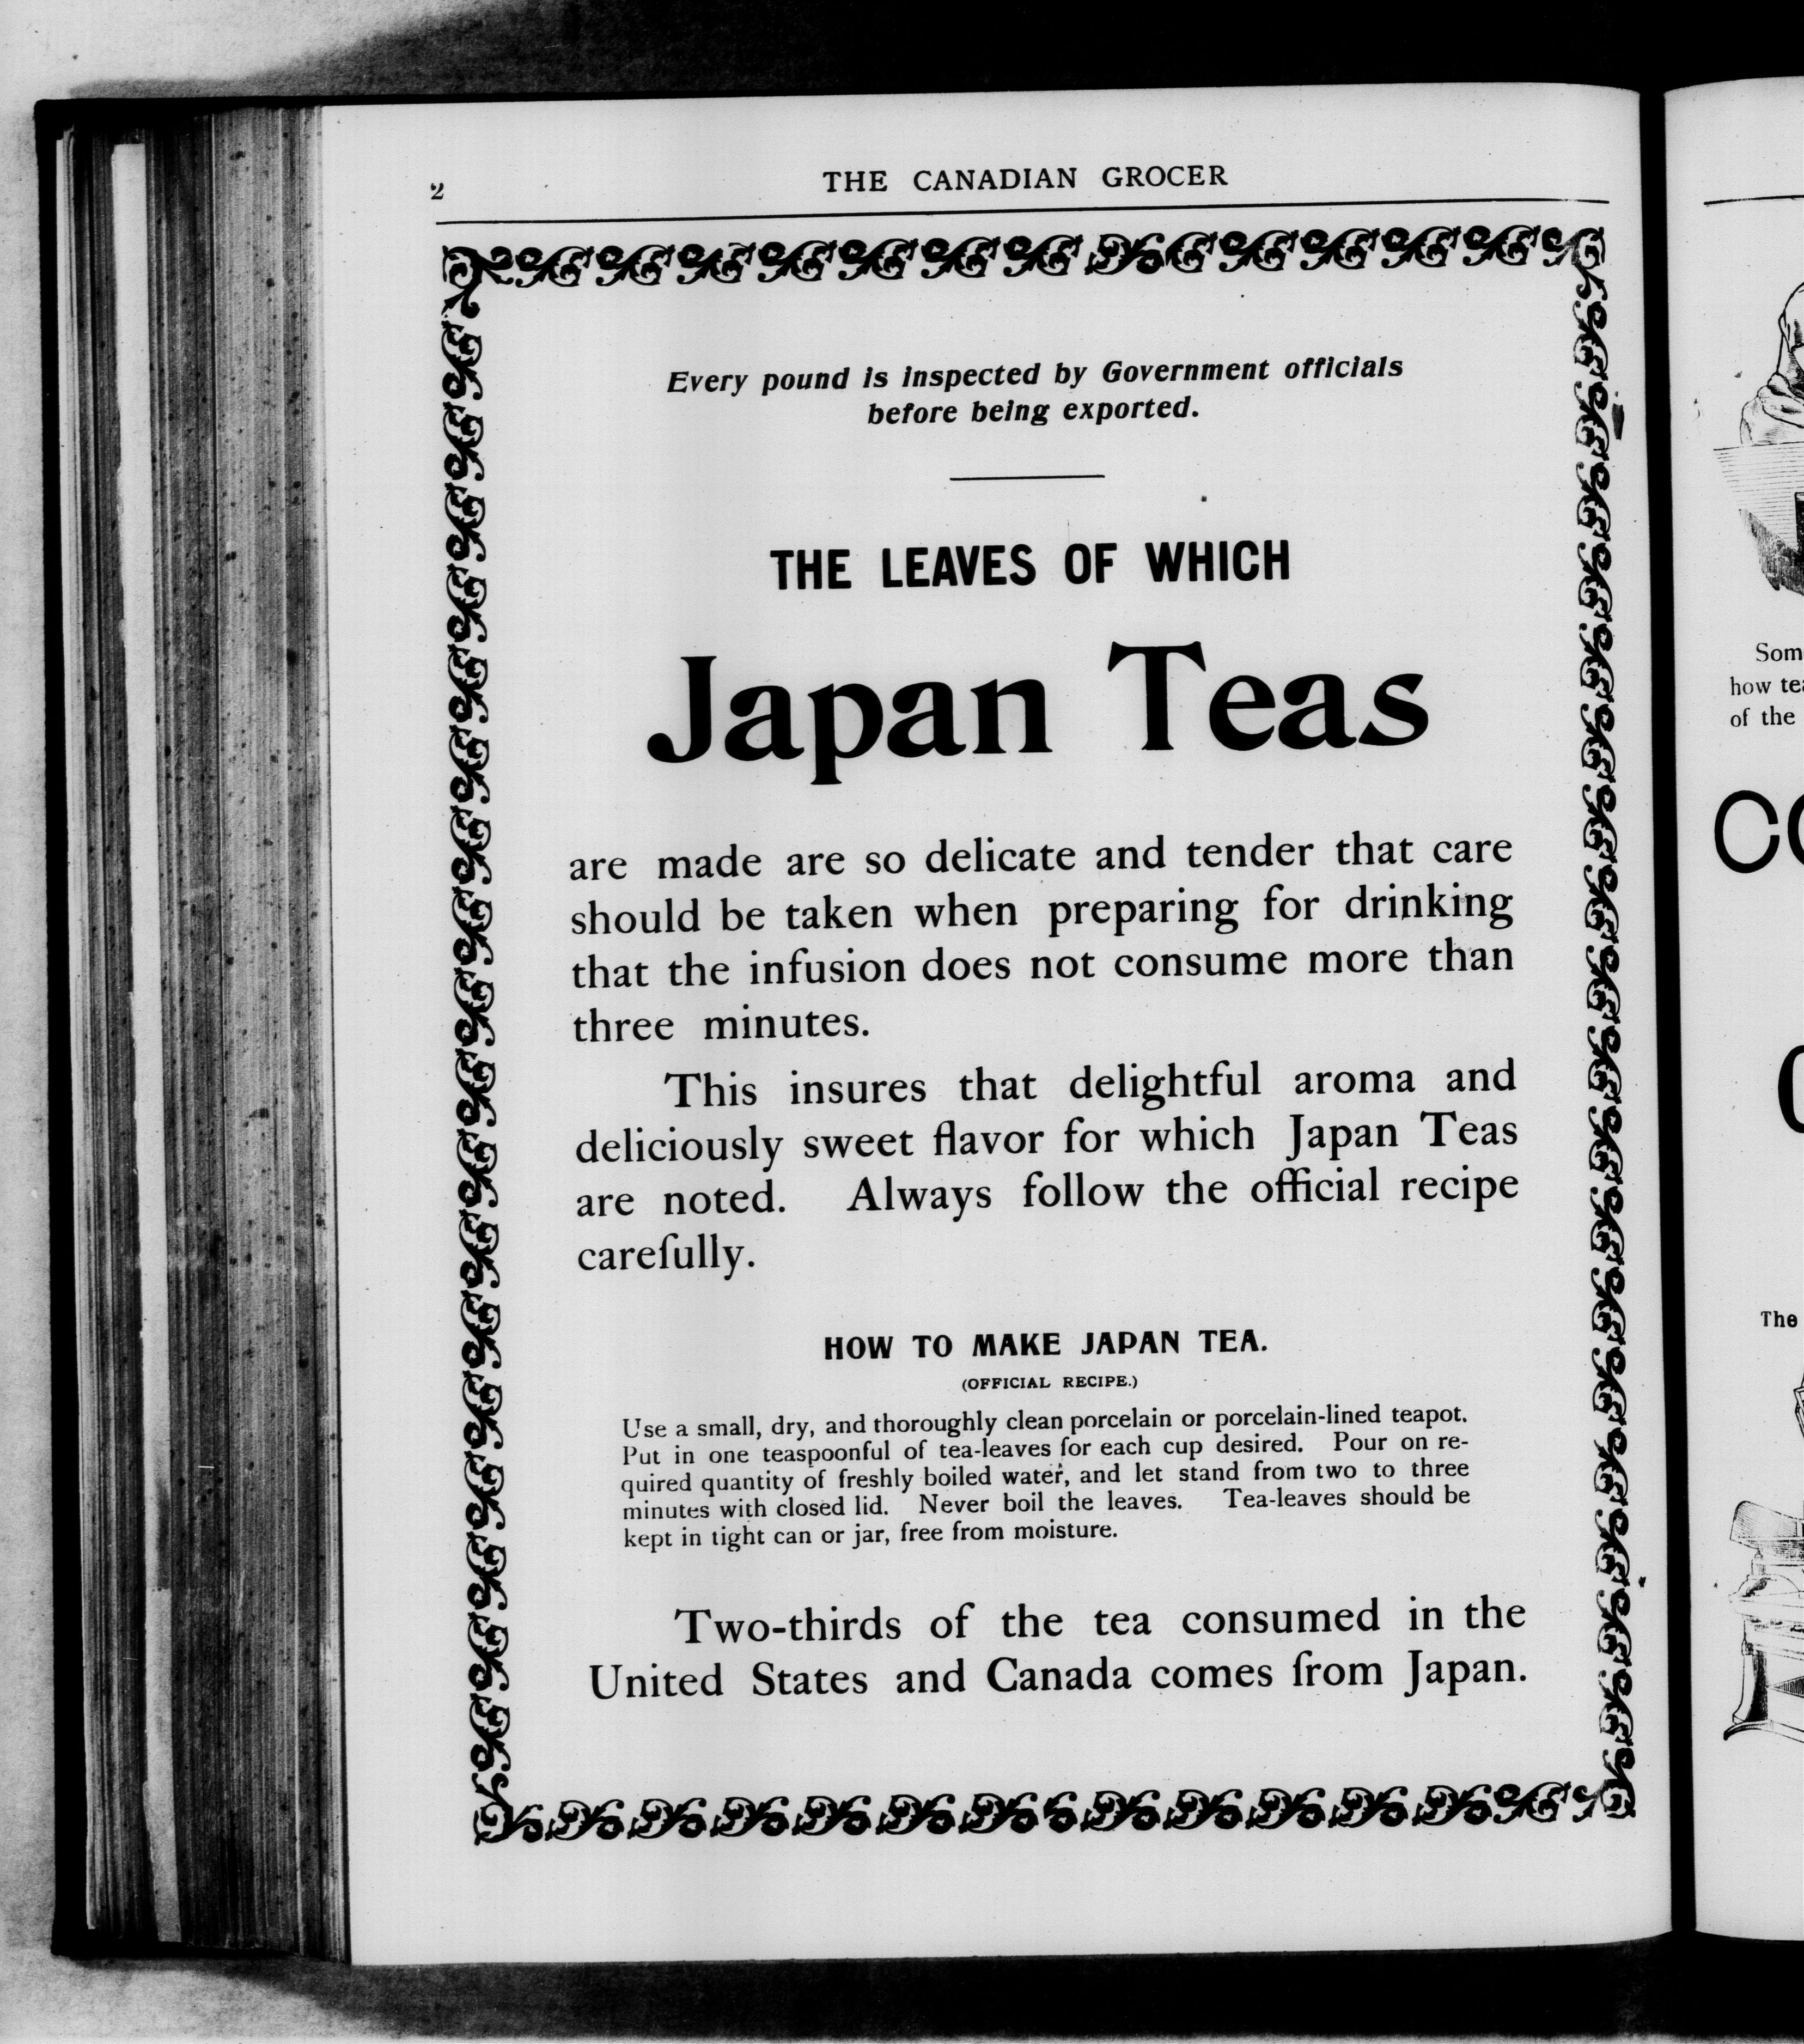 2
THE CANADIAN GROCER
Every pound is inspected by Government officials
before being exported.
THE LEAVES OF WHICH
Japan Teas
are made are so delicate and tender that care
should be taken when preparing for drinking
that the infusion does not consume more than
three minutes.
This insures that delightful aroma and
deliciously sweet flavor for which Japan Teas
are noted. Always follow the official recipe
carefully.
HOW TO MAKE JAPAN TEA.
(OFFICIAL RECIPE.)
Use a small, dry, and thoroughly clean porcelain or porcelain-lined teapot.
Put in one teaspoonful of tea-leaves for each cup desired. Pour on re-
quired quantity of freshly boiled water, and let stand from two to three
minutes with closed lid. Never boil the leaves. Tea-leaves should be
kept in tight can or jar, free from moisture.
Two-thirds of the tea consumed in the
United States and Canada comes from Japan.
how
of the
The